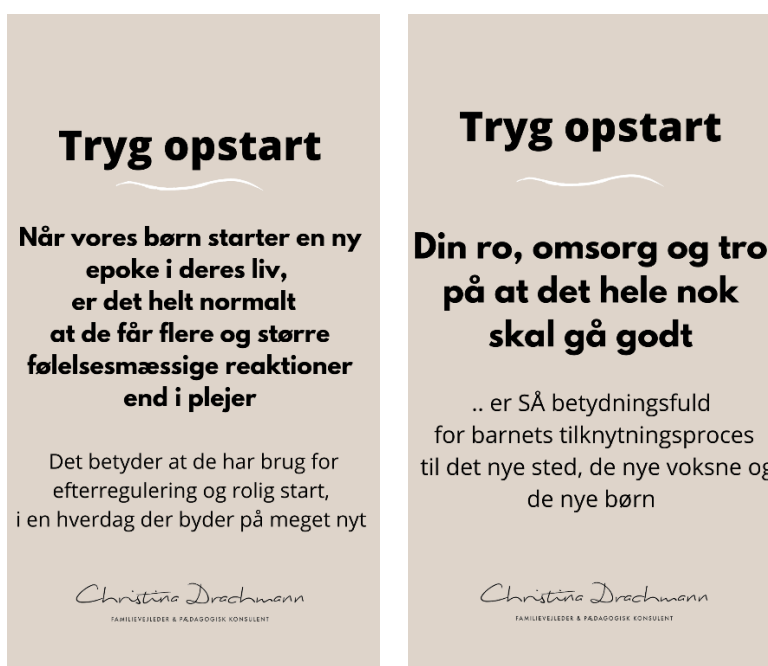 Tryg opstart
Når vores børn starter en ny
epoke i deres liv,
er det helt normalt
at de får flere og større
følelsesmæssige reaktioner
end i plejer
Det betyder at de har brug for
efterregulering og rolig start,
i en hverdag der byder på meget nyt
Christina Drachmann
FAMILIEVEJLEDER & PÆDAGOGISK KONSULENT
Tryg opstart
Din ro, omsorg og tro
på at det hele nok
skal gå godt
.. er SÅ betydningsfuld
for barnets tilknytningsproces
til det nye sted, de nye voksne og
de nye børn
Christina Drachmann
FAMILIEVEJLEDER & PÆDAGOGISK KONSULENT